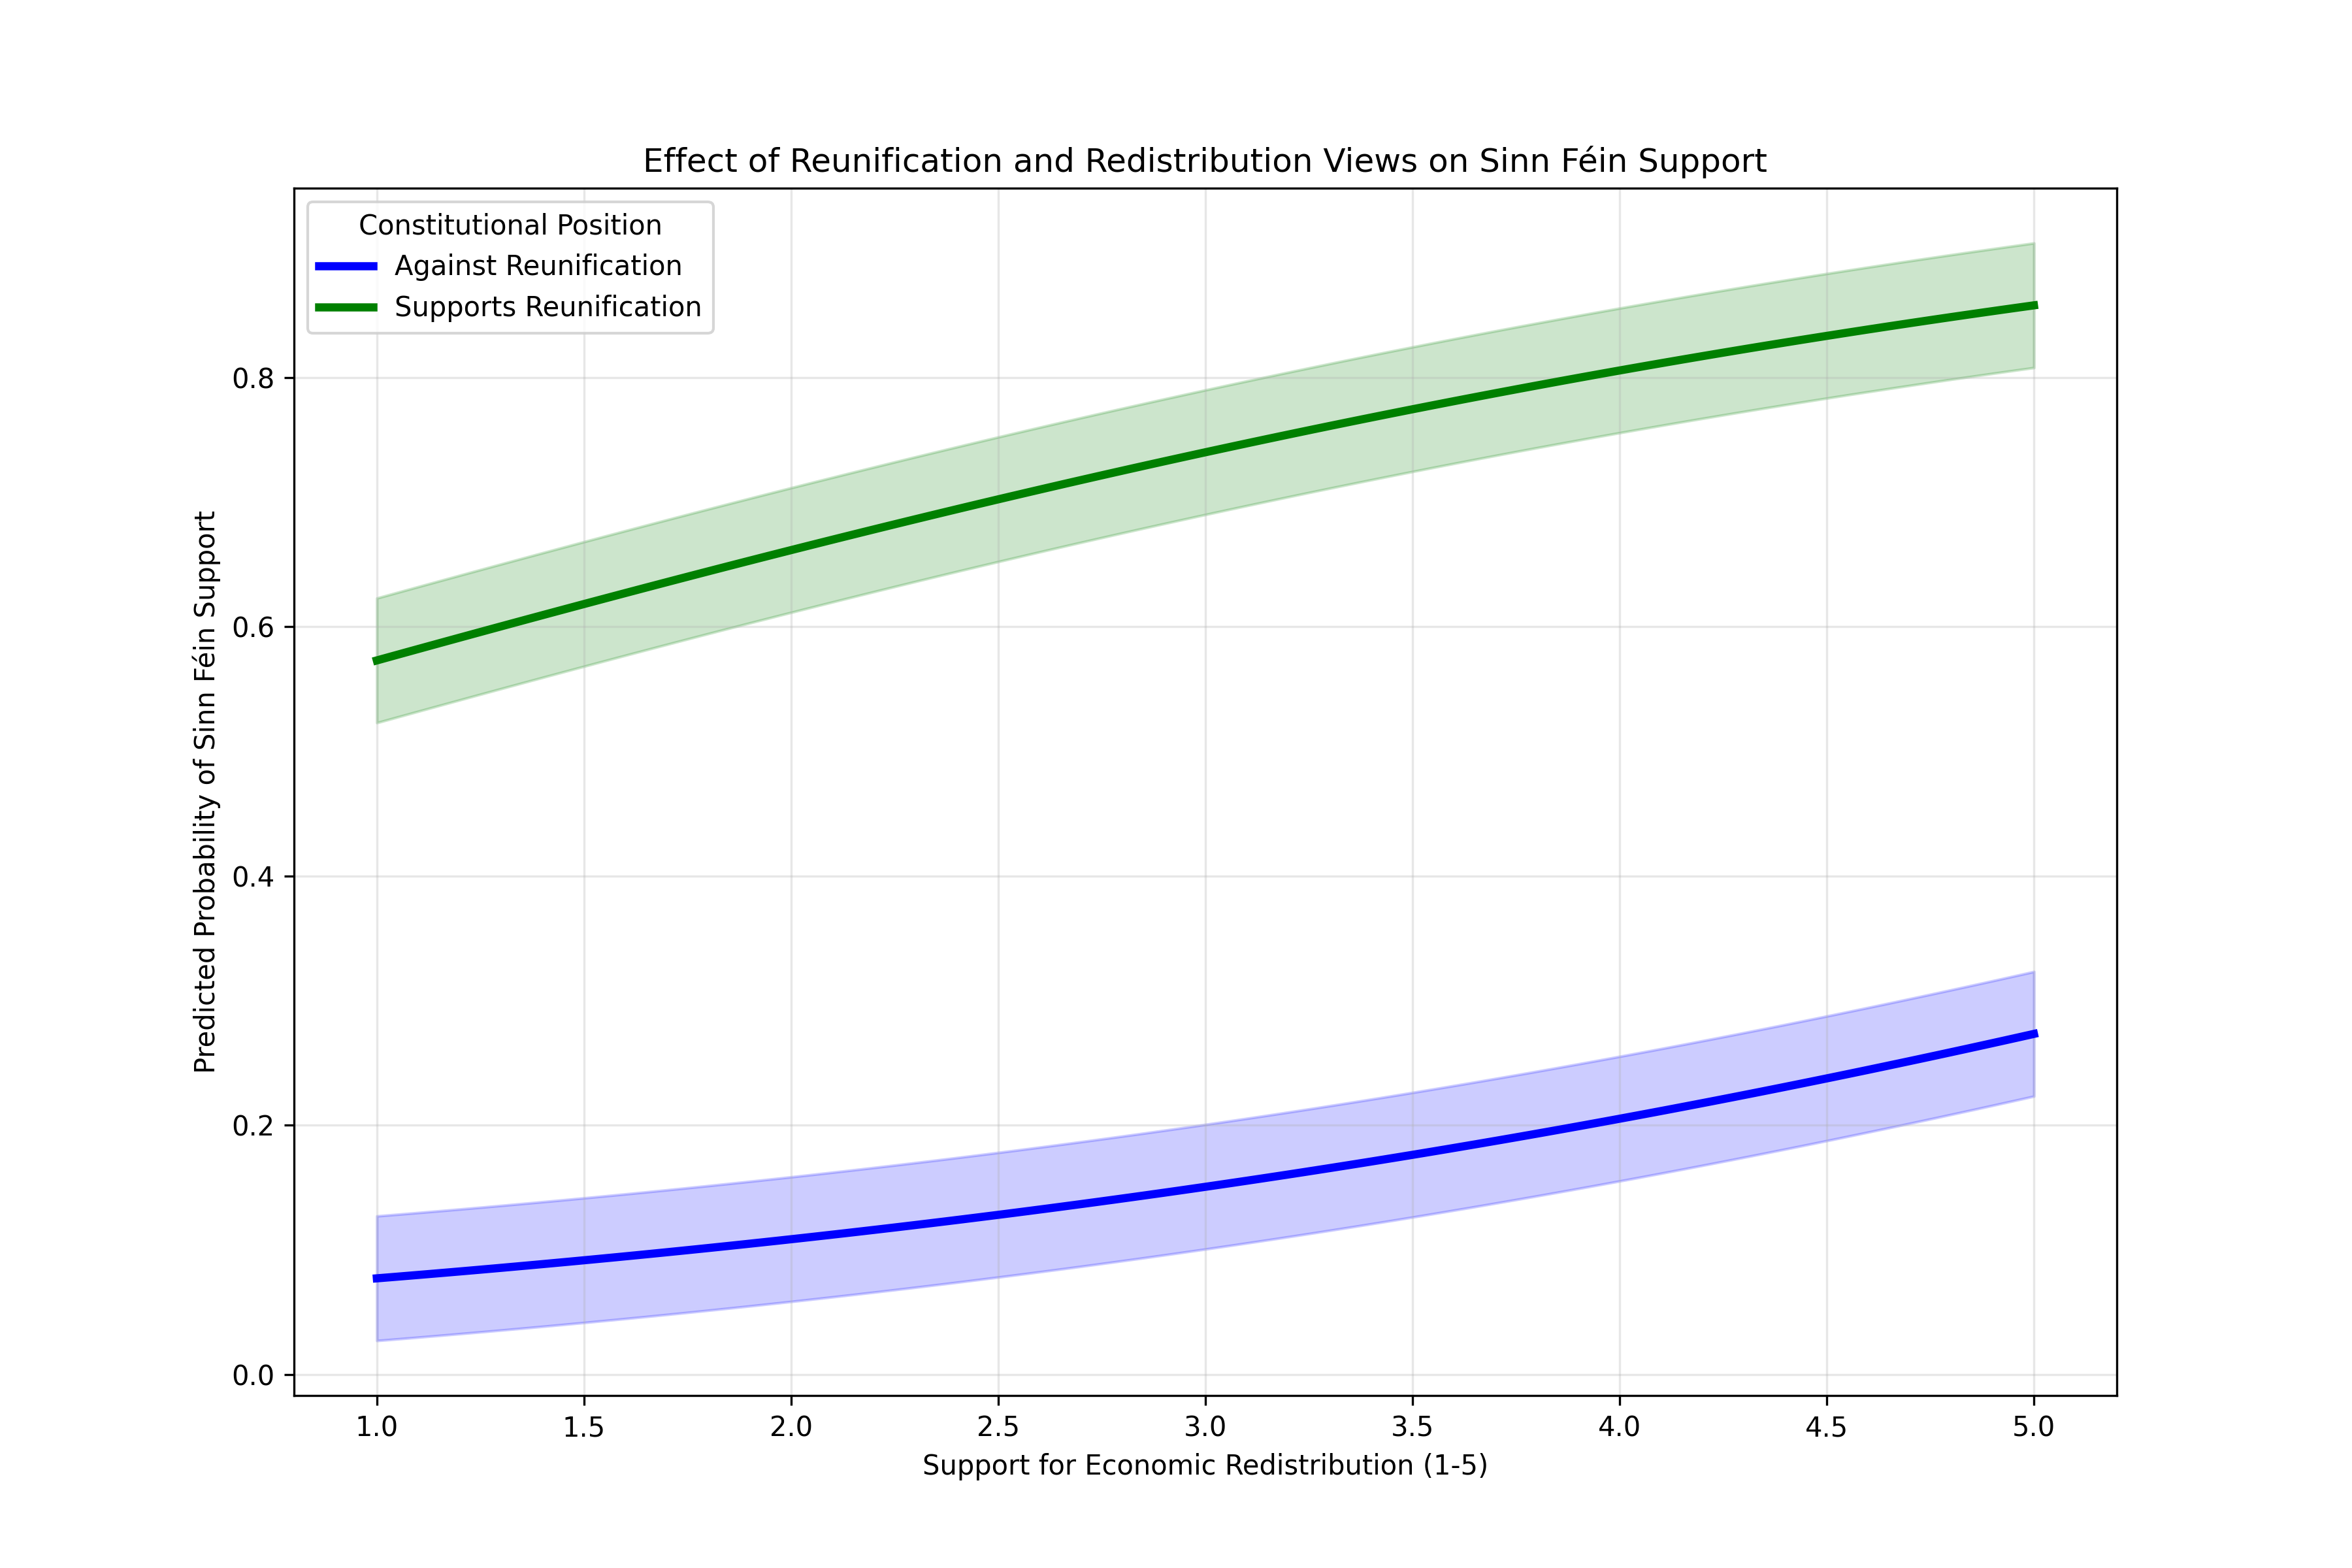 Effect of Reunification and Redistribution Views on Sinn Féin Support
Constitutional Position
Against Reunification
Supports Reunification
Predicted Probability of Sinn Féin Support
0.8
0.6
0.4
0.2
0.0
1.0 1.5 2.0 2.5 3.0 3.5 4.0 4.5 5.0
Support for Economic Redistribution (1-5)